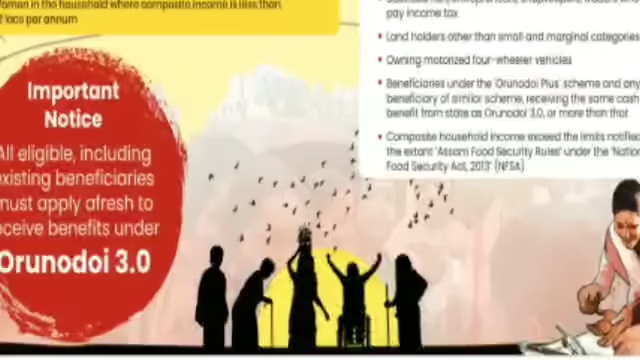 women in the household where composite income is less than
2 lacs per annum
Important
Notice
All eligible, including
existing beneficiaries
must apply afresh to
receive benefits under
Orunodoi 3.0
pay income tax
• Land holders other than small and marginal categories
• Owning motorized four-wheeler vehicles
• Beneficiaries under the 'Orunodoi Plus' scheme and any
beneficiary of similar scheme, receiving the same cash
benefit from state as Orunodoi 3.0, or more than that
• Composite household income exceed the limits notified
the extant 'Assam Food Security Rules' under the 'Nation
Food Security Act, 2013' (NFSA)